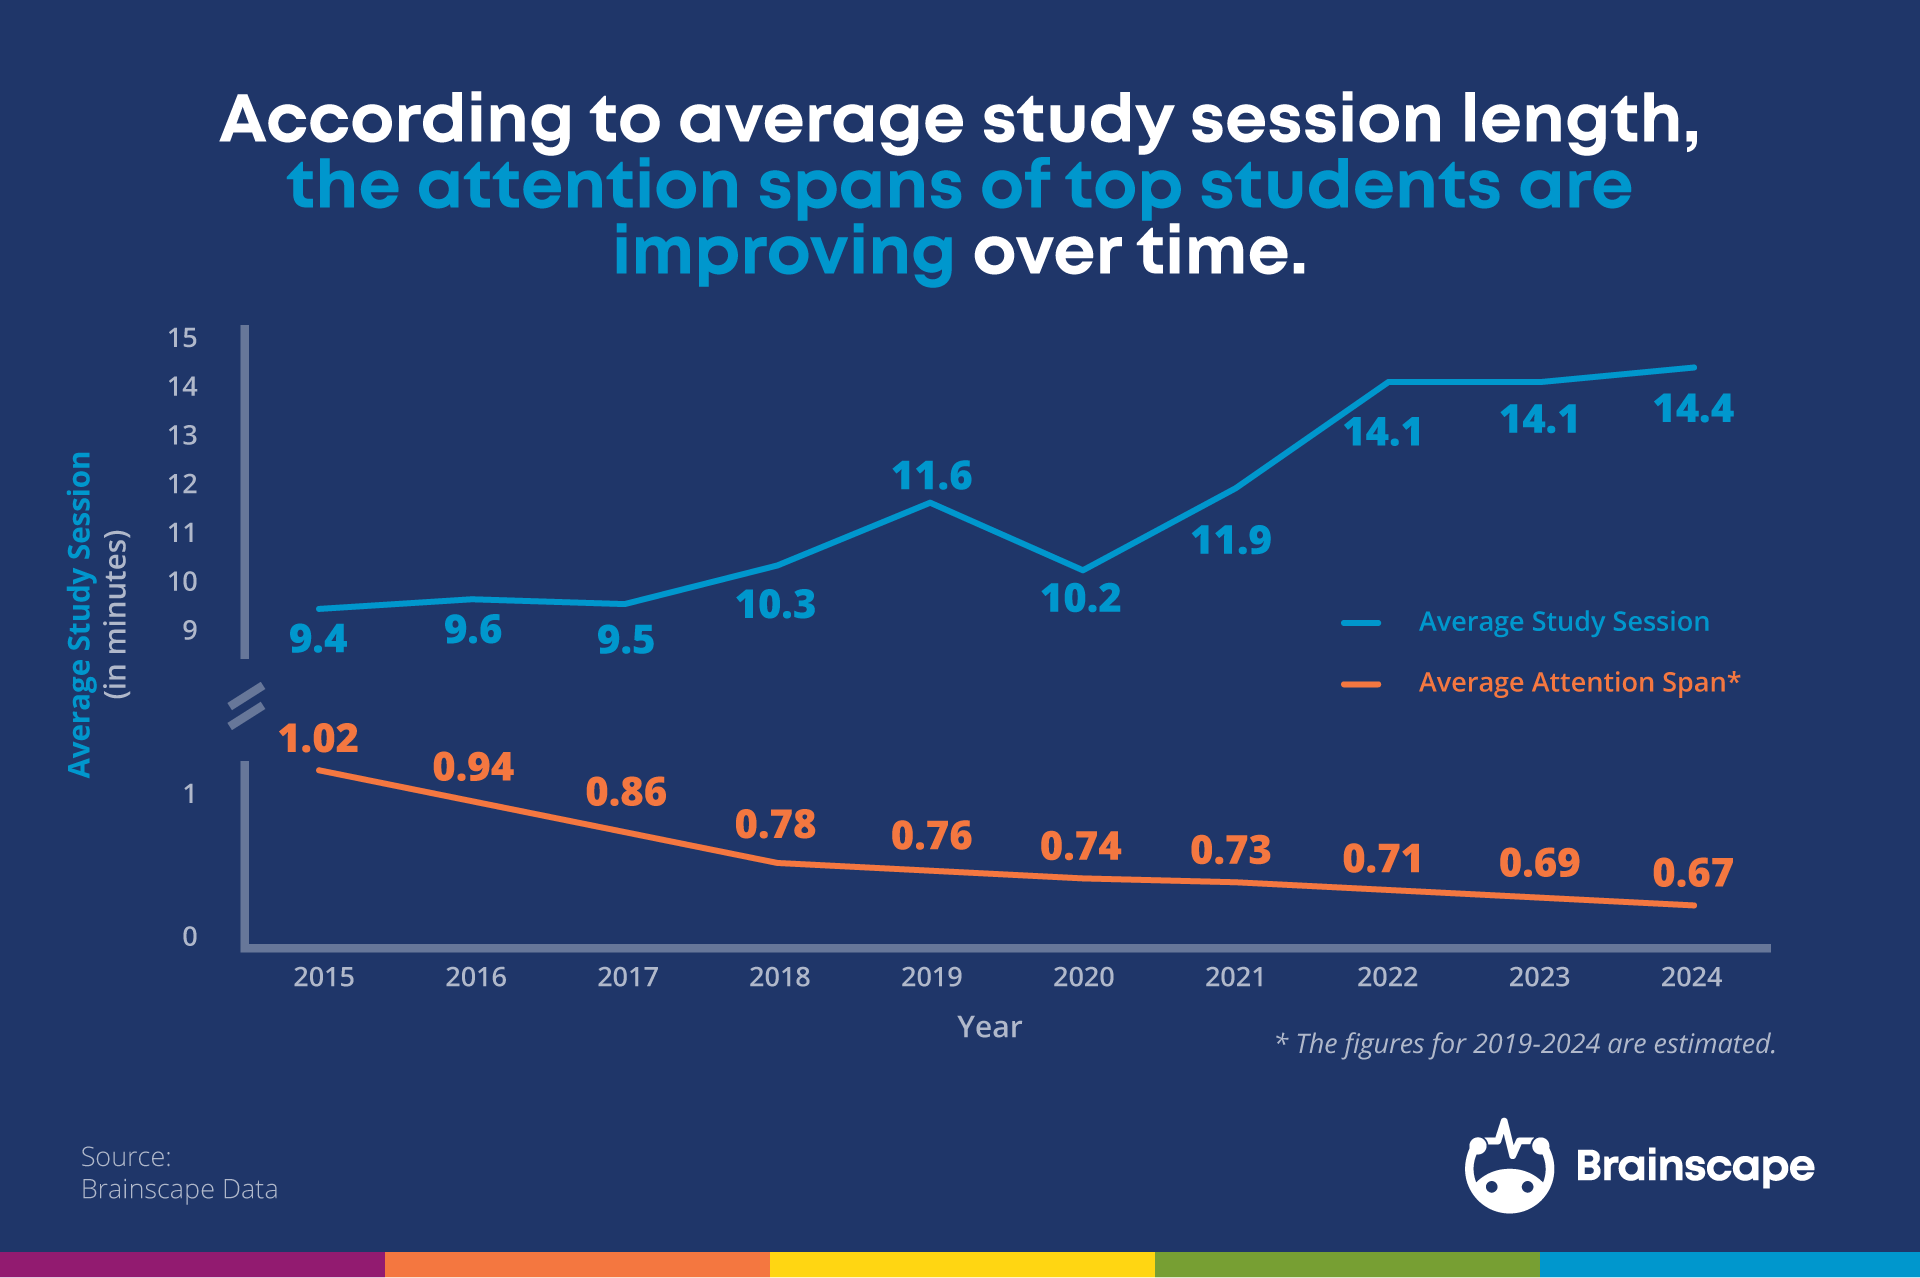 According to average study session length,
the attention spans of top students are
improving over time.
15
14
13
12
11
10
9
1
0
Average Study Session
(in minutes)
9.4
9.6
9.5
10.3
11.6
10.2
11.9
14.1
14.1
14.4
Average Study Session
Average Attention Span*
1.02
0.94
0.86
0.78
0.76
0.74
0.73
0.71
0.69
0.67
2015 2016 2017 2018 2019 2020 2021 2022 2023 2024
Year
* The figures for 2019-2024 are estimated.
Source:
Brainscape Data
Brainscape